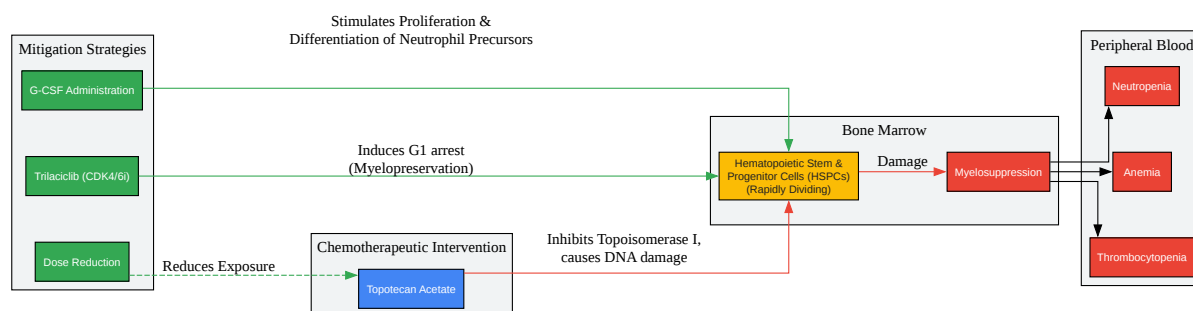 Stimulates Proliferation &
Differentiation of Neutrophil Precursors
Mitigation Strategies
G-CSF Administration
Trilaciclib (CDK4/6i)
Dose Reduction
Induces G1 arrest
(Myelopreservation)
Reduces Exposure
Chemotherapeutic Intervention
Topotecan Acetate
Inhibits Topoisomerase I,
causes DNA damage
Bone Marrow
Hematopoietic Stem &
Progenitor Cells (HSPCs)
(Rapidly Dividing)
Damage
Myelosuppression
Peripheral Blood
Neutropenia
Anemia
Thrombocytopenia